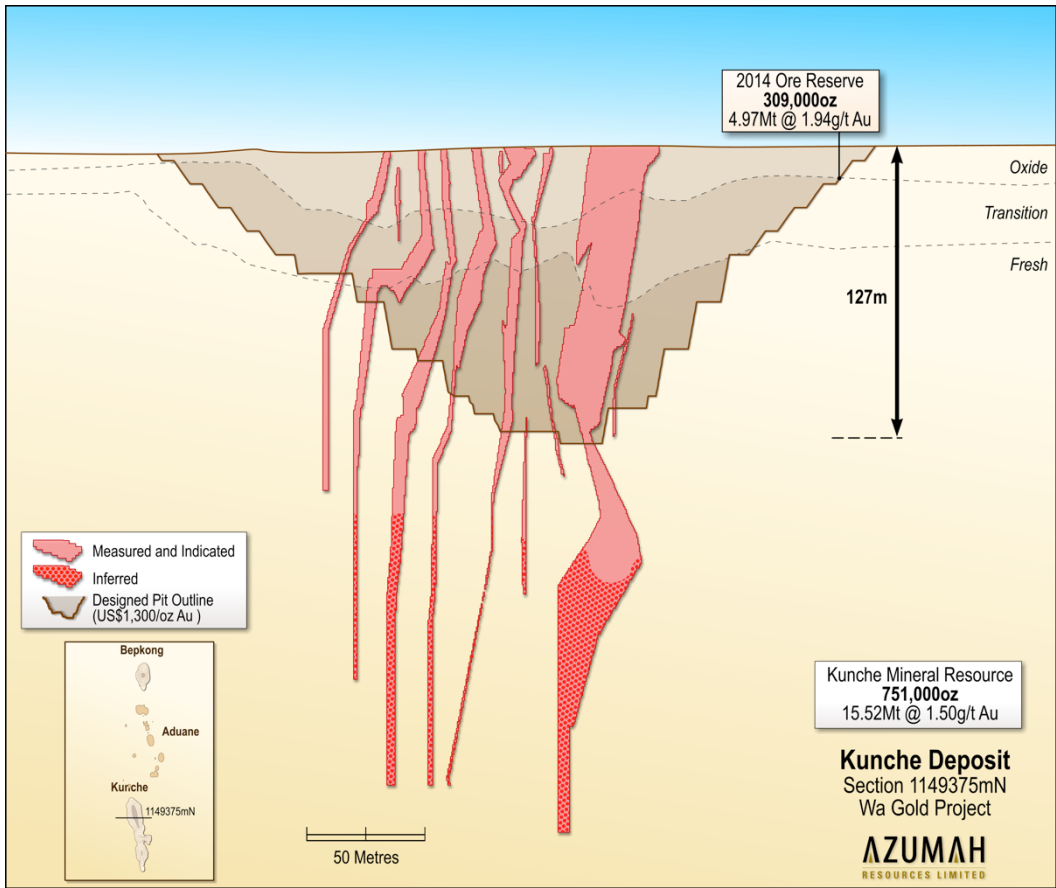 2014 Ore Reserve
309,000oz
4.97Mt @ 1.94g/t Au
Oxide
Transition
Fresh
127m
Measured and Indicated
Inferred
Designed Pit Outline
(US$1,300/oz Au )
Bepkong
Aduane
Kunche
1149375mN
50 Metres
Kunche Mineral Resource
751,000oz
15.52Mt @ 1.50g/t Au
Kunche Deposit
Section 1149375mN
Wa Gold Project
AZUMAH
RESOURCES LIMITED